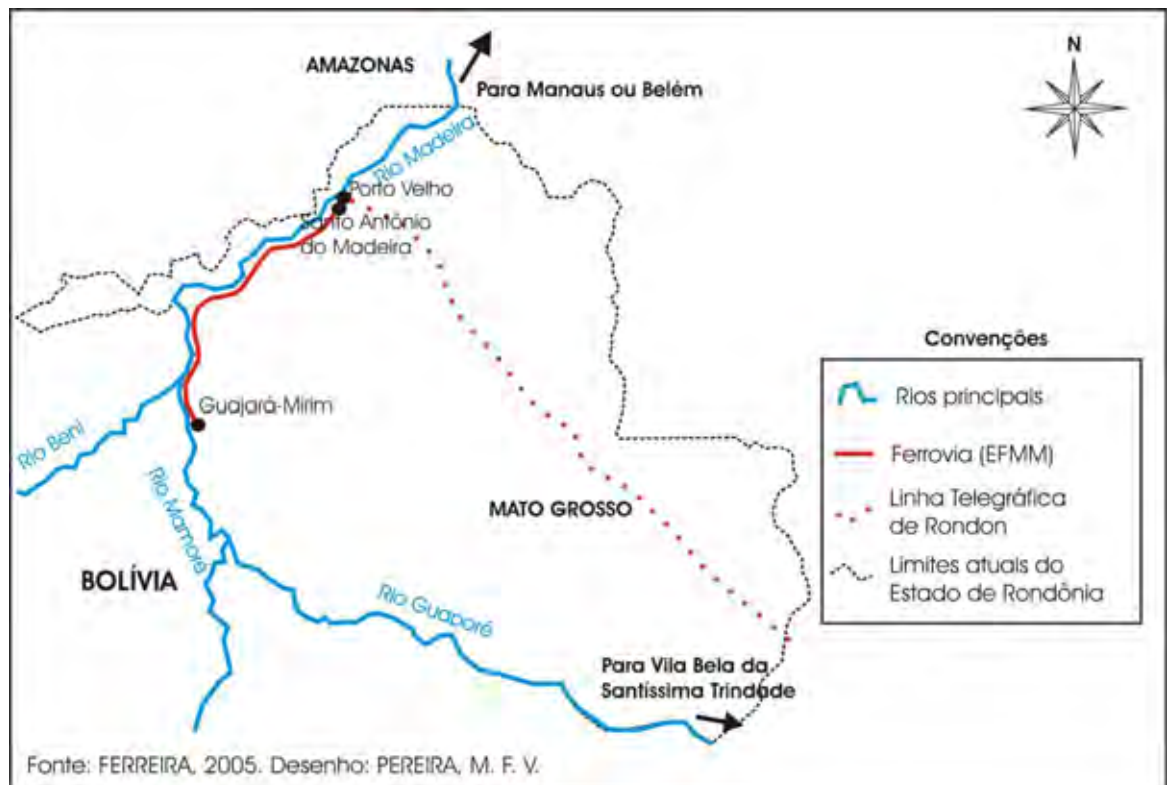 AMAZONAS
Para Manaus ou Belém
N
Rio Madeira
Porto Velho
Santo Antônio
do Madeira
Guajará-Mirim
Rio Beni
Rio Mamoré
BOLÍVIA
MATO GROSSO
Rio Guaporé
Para Vila Bela da
Santíssima Trindade
Convenções
Rios principais
Ferrovia (EFMM)
Linha Telegráfica
de Rondon
Limites atuais do
Estado de Rondônia
Fonte: FERREIRA, 2005. Desenho: PEREIRA, M. F. V.